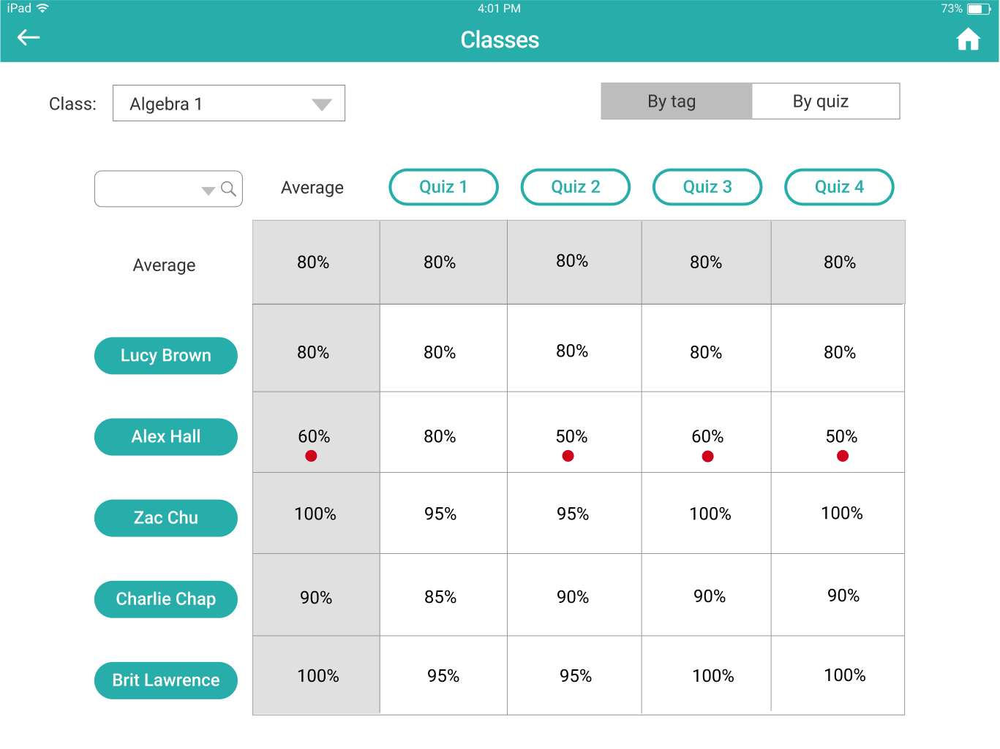 iPad 4:01 PM 73%
Classes
Class: Algebra 1 By tag By quiz
Average Quiz 1 Quiz 2 Quiz 3 Quiz 4
Average 80% 80% 80% 80% 80%
Lucy Brown 80% 80% 80% 80% 80%
Alex Hall 60% 80% 50% 60% 50%
Zac Chu 100% 95% 95% 100% 100%
Charlie Chap 90% 85% 90% 90% 90%
Brit Lawrence 100% 95% 95% 100% 100%